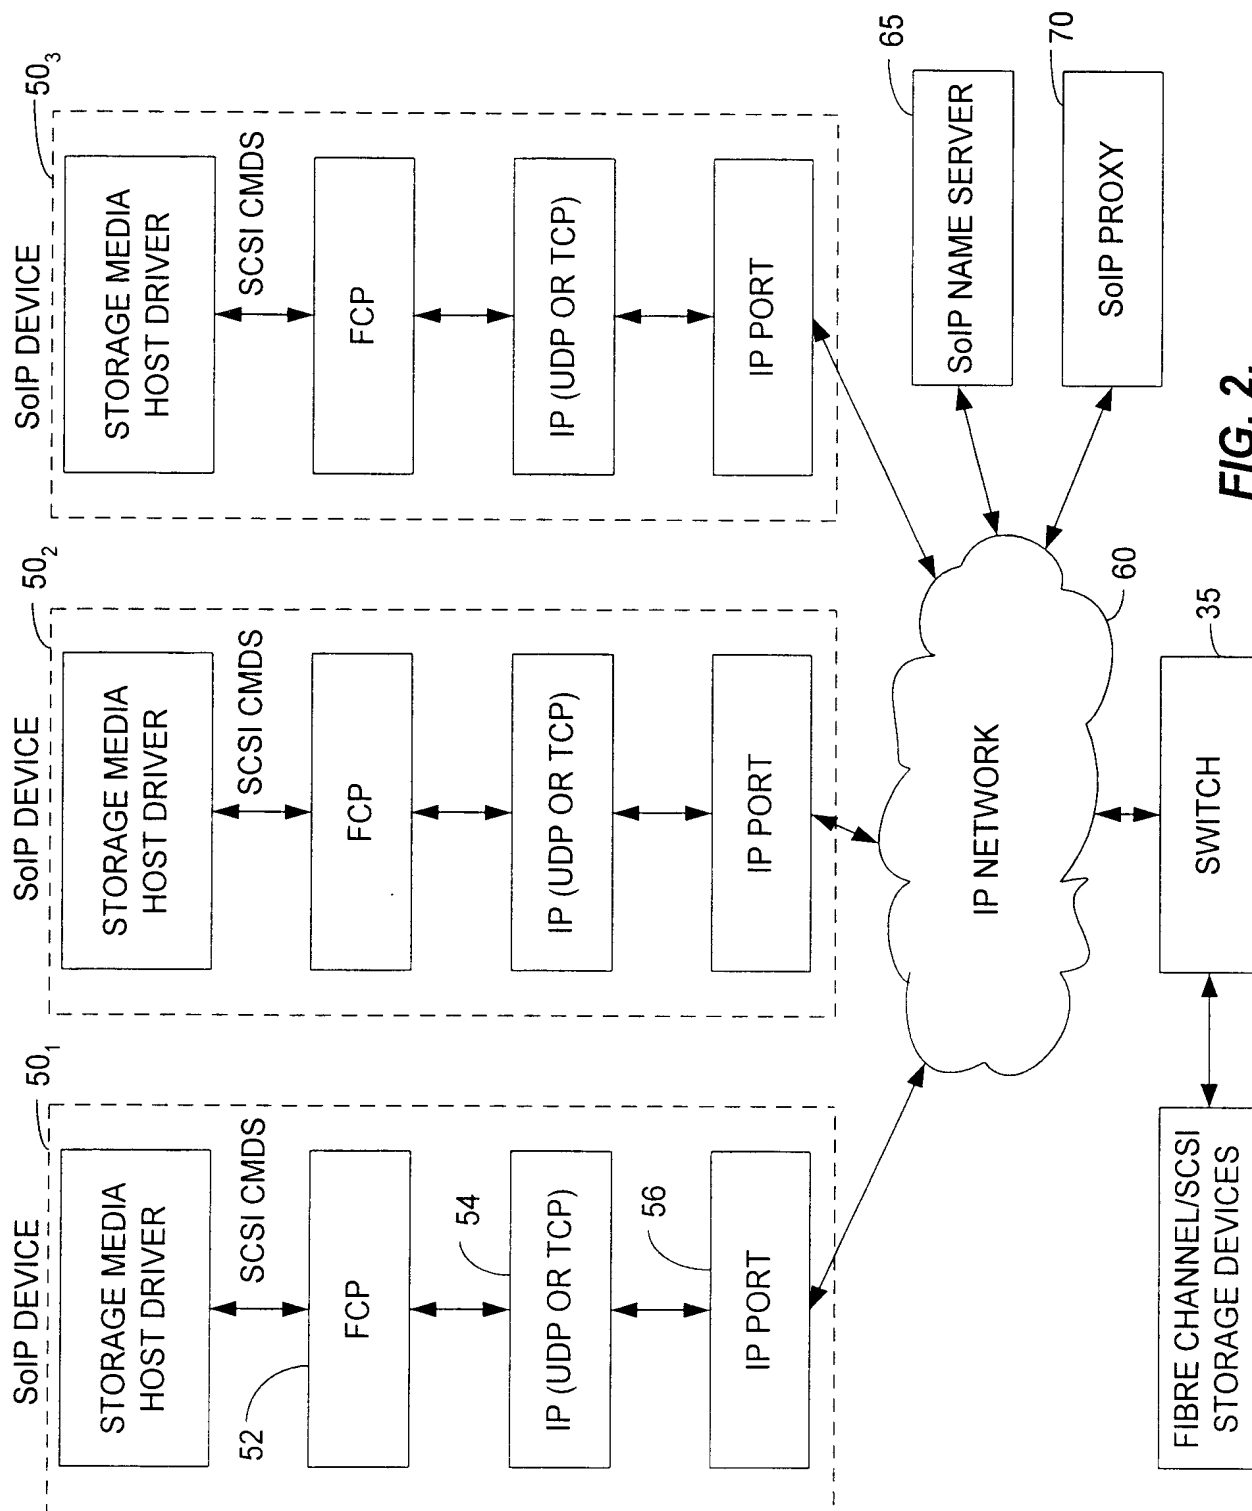 SoIP DEVICE
50₁
STORAGE MEDIA
HOST DRIVER
SCSI CMDS
52
FCP
54
IP (UDP OR TCP)
56
IP PORT
SoIP DEVICE
50₂
STORAGE MEDIA
HOST DRIVER
SCSI CMDS
FCP
IP (UDP OR TCP)
IP PORT
SoIP DEVICE
50₃
STORAGE MEDIA
HOST DRIVER
SCSI CMDS
FCP
IP (UDP OR TCP)
IP PORT
IP NETWORK
60
65
SoIP NAME SERVER
70
SoIP PROXY
35
SWITCH
FIBRE CHANNEL/SCSI
STORAGE DEVICES
FIG. 2.